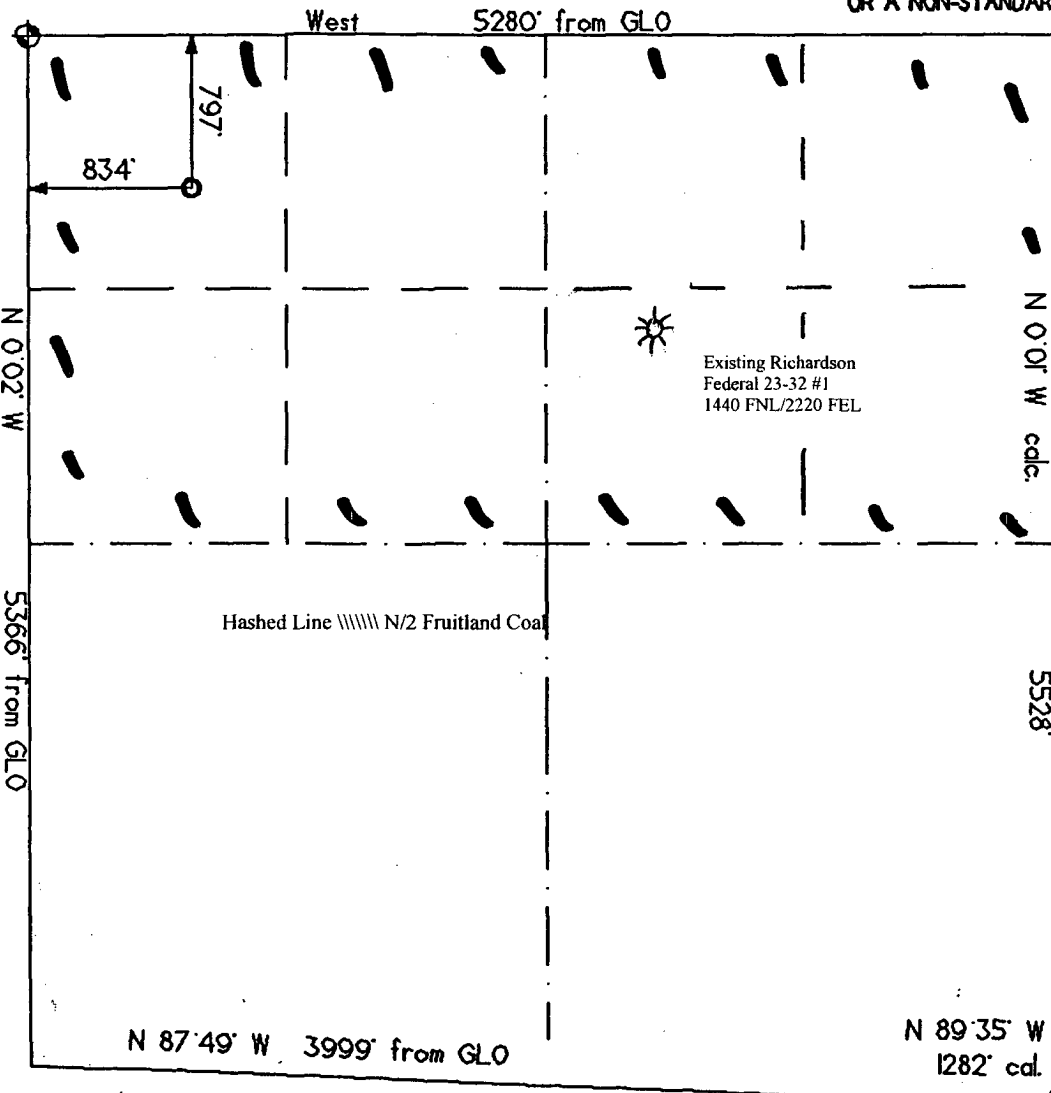 OR A NON-STANDAR
West 5280' from GLO
797'
834'
N 0°02' W
N 0°01' W calc.
Existing Richardson
Federal 23-32 #1
1440 FNL/2220 FEL
Hashed Line \\\\\\\ N/2 Fruitland Coal
5366' from GLO
5528'
N 87°49' W 3999' from GLO
N 89°35' W
1282' cal.